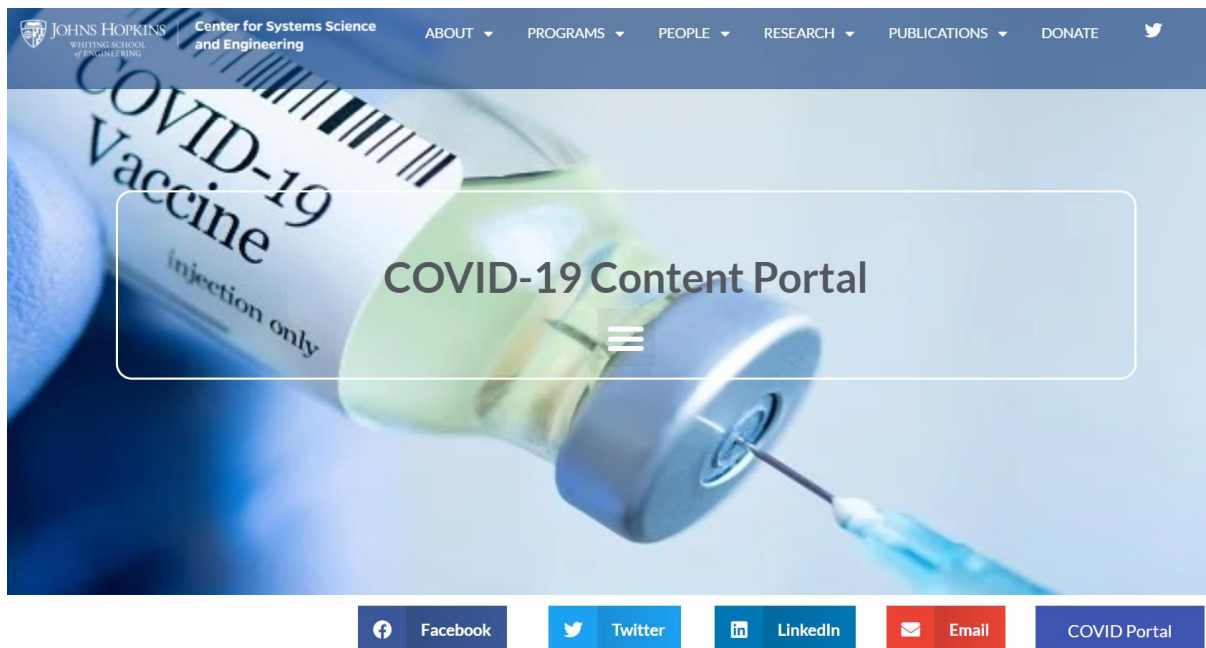 JOHNS HOPKINS
WHITING SCHOOL
of ENGINEERING
Center for Systems Science
and Engineering
ABOUT
PROGRAMS
PEOPLE
RESEARCH
PUBLICATIONS
DONATE
COVID-19
Vaccine
injection only
COVID-19 Content Portal
Facebook
Twitter
LinkedIn
Email
COVID Portal